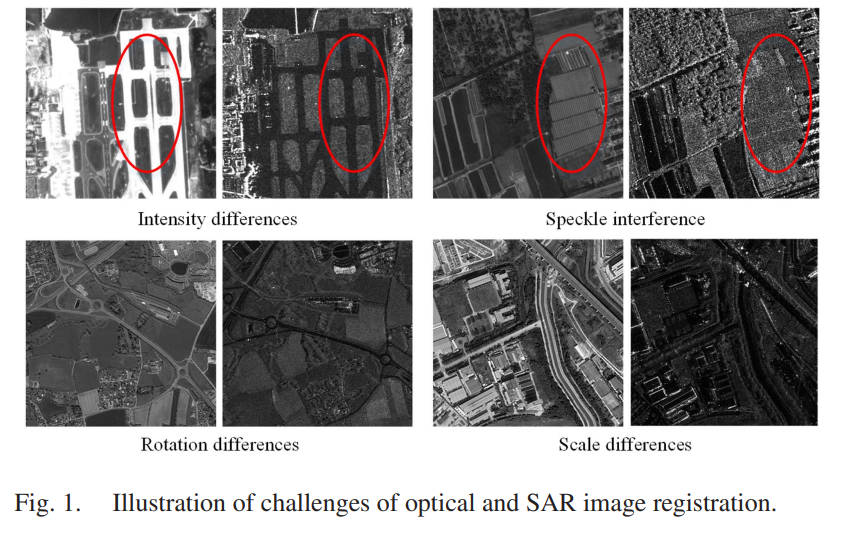 Intensity differences
Speckle interference
Rotation differences
Scale differences
Fig. 1. Illustration of challenges of optical and SAR image registration.